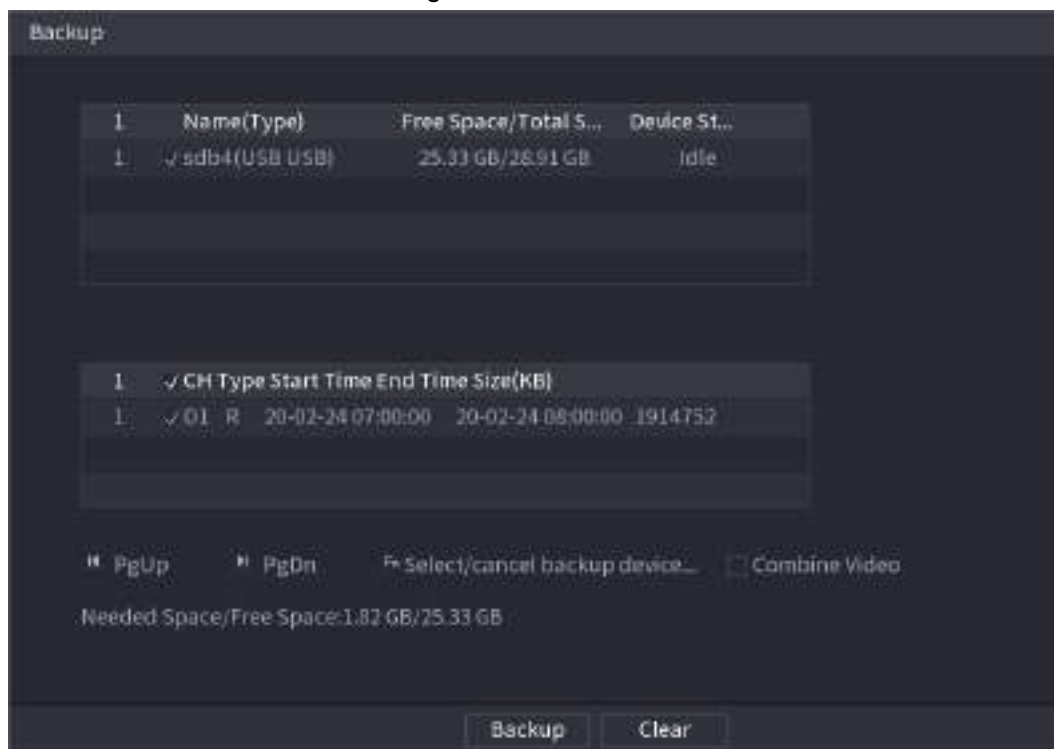 Backup
1 Name(Type) Free Space/Total S... Device St...
1 ✓ sdb4(USB USB) 25.33 GB/28.91 GB Idle
1 ✓ CH Type Start Time End Time Size(KB)
1 ✓ 01 R 20-02-24 07:00:00 20-02-24 08:00:00 1914752
PgUp PgDn Fn Select/cancel backup device... Combine Video
Needed Space/Free Space:1.82 GB/25.33 GB
Backup Clear